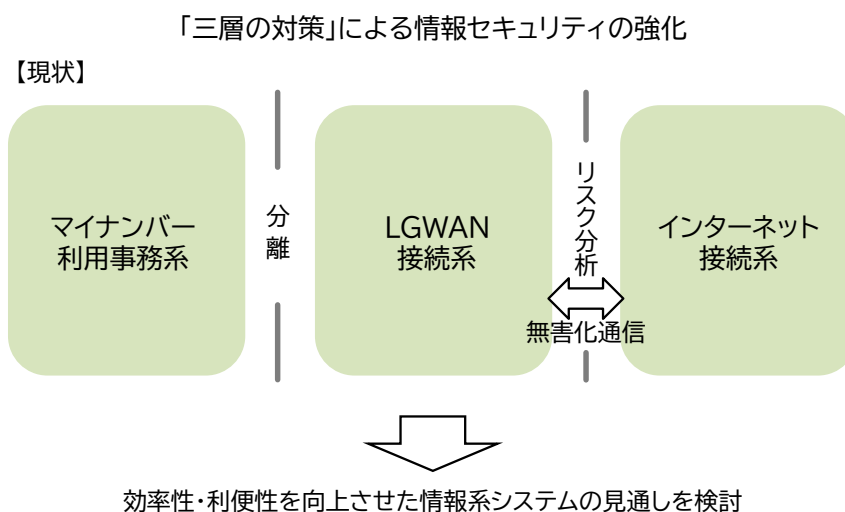 「三層の対策」による情報セキュリティの強化
【現状】
マイナンバー
利用事務系
分離
LGWAN
接続系
リスク分析
無害化通信
インターネット
接続系
効率性・利便性を向上させた情報系システムの見通しを検討